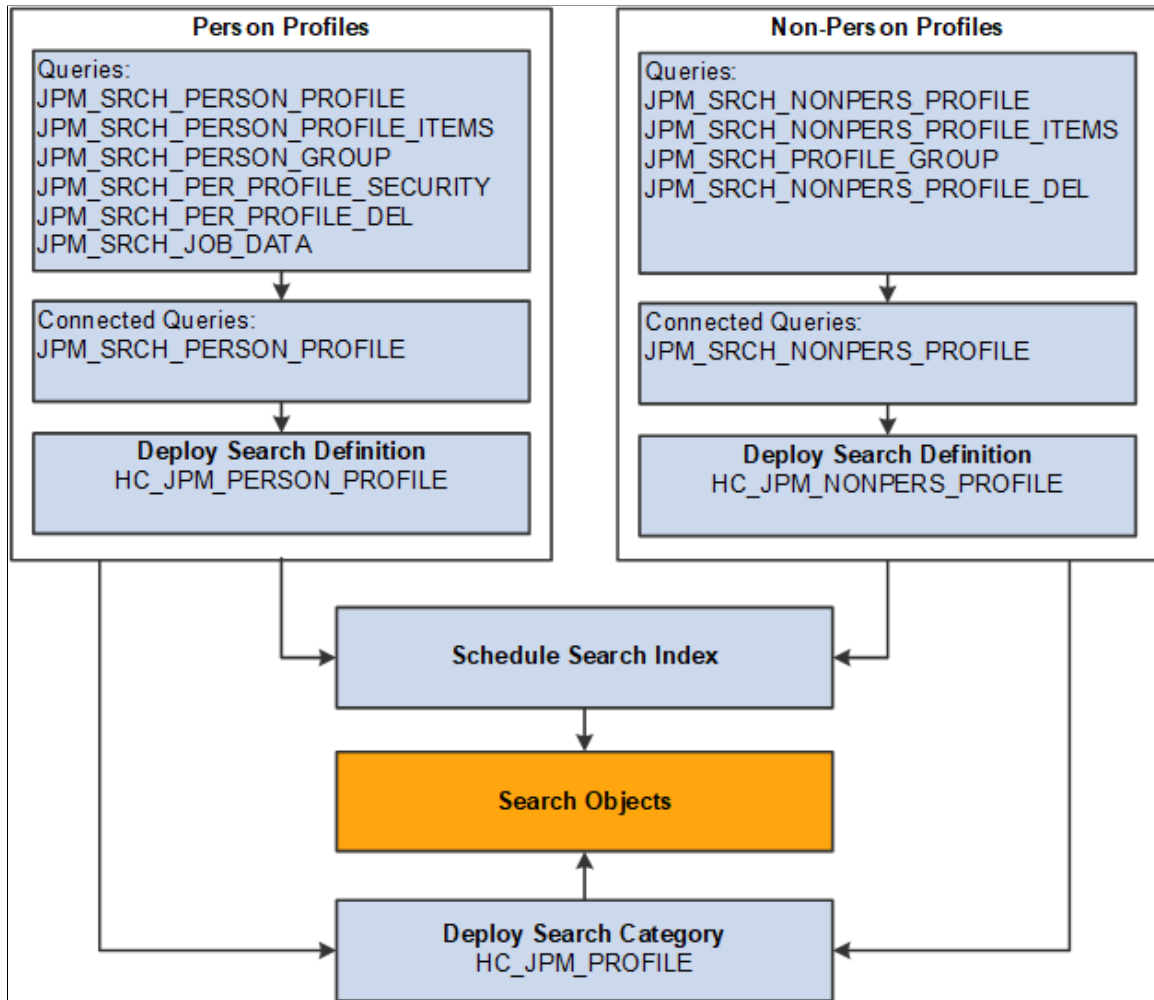 Person Profiles
Queries:
JPM_SRCH_PERSON_PROFILE
JPM_SRCH_PERSON_PROFILE_ITEMS
JPM_SRCH_PERSON_GROUP
JPM_SRCH_PER_PROFILE_SECURITY
JPM_SRCH_PER_PROFILE_DEL
JPM_SRCH_JOB_DATA
Connected Queries:
JPM_SRCH_PERSON_PROFILE
Deploy Search Definition
HC_JPM_PERSON_PROFILE
Non-Person Profiles
Queries:
JPM_SRCH_NONPERS_PROFILE
JPM_SRCH_NONPERS_PROFILE_ITEMS
JPM_SRCH_PROFILE_GROUP
JPM_SRCH_NONPERS_PROFILE_DEL
Connected Queries:
JPM_SRCH_NONPERS_PROFILE
Deploy Search Definition
HC_JPM_NONPERS_PROFILE
Schedule Search Index
Search Objects
Deploy Search Category
HC_JPM_PROFILE